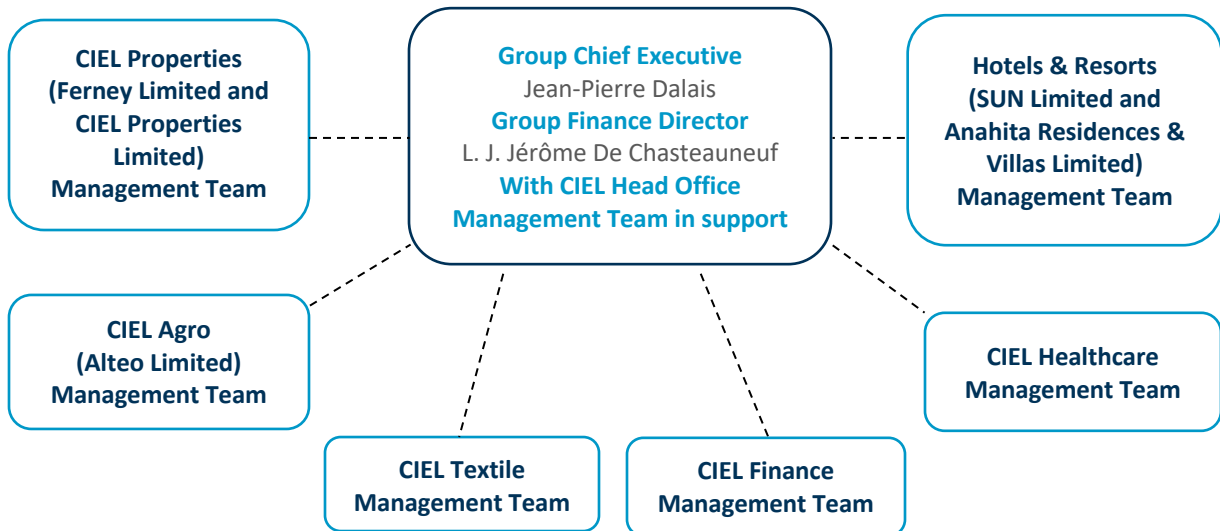 CIEL Properties
(Ferney Limited and
CIEL Properties
Limited)
Management Team
Group Chief Executive
Jean-Pierre Dalais
Group Finance Director
L. J. Jérôme De Chasteauneuf
With CIEL Head Office
Management Team in support
Hotels & Resorts
(SUN Limited and
Anahita Residences &
Villas Limited)
Management Team
CIEL Agro
(Alteo Limited)
Management Team
CIEL Healthcare
Management Team
CIEL Textile
Management Team
CIEL Finance
Management Team